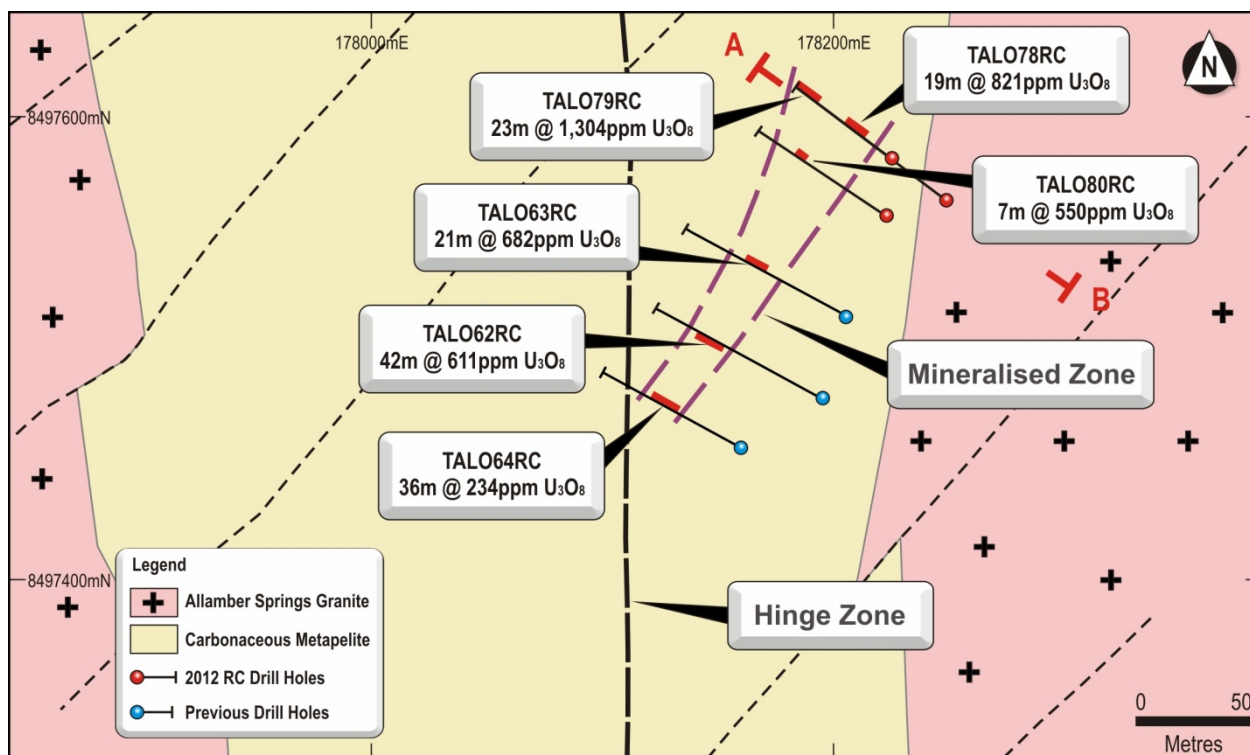 178000mE
178200mE
A
N
TALO78RC
19m @ 821ppm U₃O₈
TALO79RC
23m @ 1,304ppm U₃O₈
8497600mN
TALO80RC
7m @ 550ppm U₃O₈
TALO63RC
21m @ 682ppm U₃O₈
B
TALO62RC
42m @ 611ppm U₃O₈
Mineralised Zone
TALO64RC
36m @ 234ppm U₃O₈
8497400mN
Hinge Zone
Legend
Allamber Springs Granite
Carbonaceous Metapelite
2012 RC Drill Holes
Previous Drill Holes
0 50
Metres